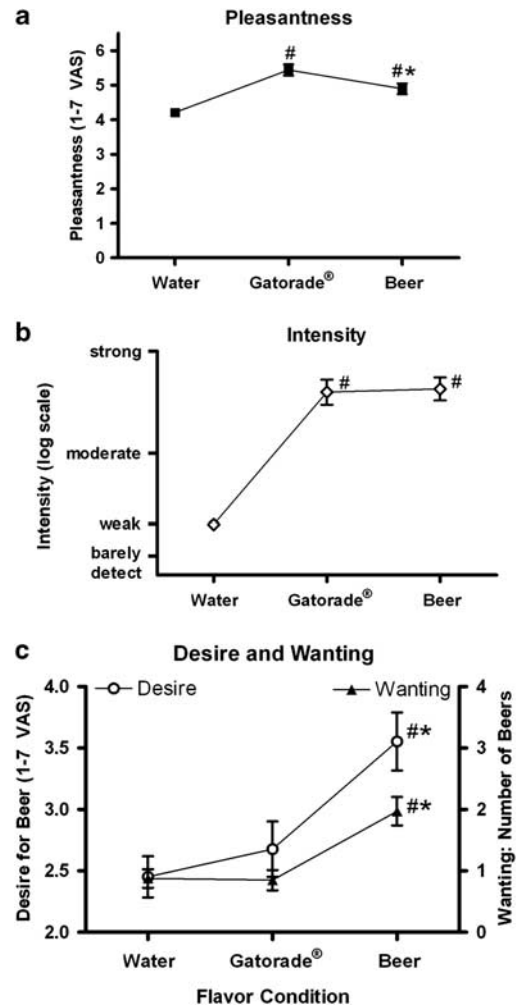 a
Pleasantness
Pleasantness (1-7 VAS)
6
5
4
3
2
1
0
#
#*
Water
Gatorade®
Beer
b
Intensity
Intensity (log scale)
strong
moderate
weak
barely
detect
#
#
Water
Gatorade®
Beer
c
Desire and Wanting
Desire for Beer (1-7 VAS)
4.0
3.5
3.0
2.5
2.0
Desire
Wanting
#*
#*
4
3
2
1
0
Wanting: Number of Beers
Water
Gatorade®
Beer
Flavor Condition